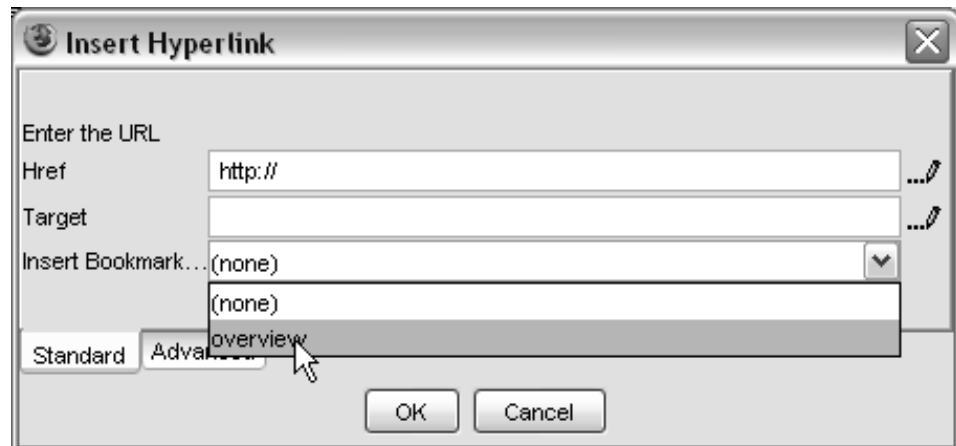 Insert Hyperlink
Enter the URL
Href http:// ...
Target ...
Insert Bookmark... (none)
(none)
overview
Standard
OK Cancel